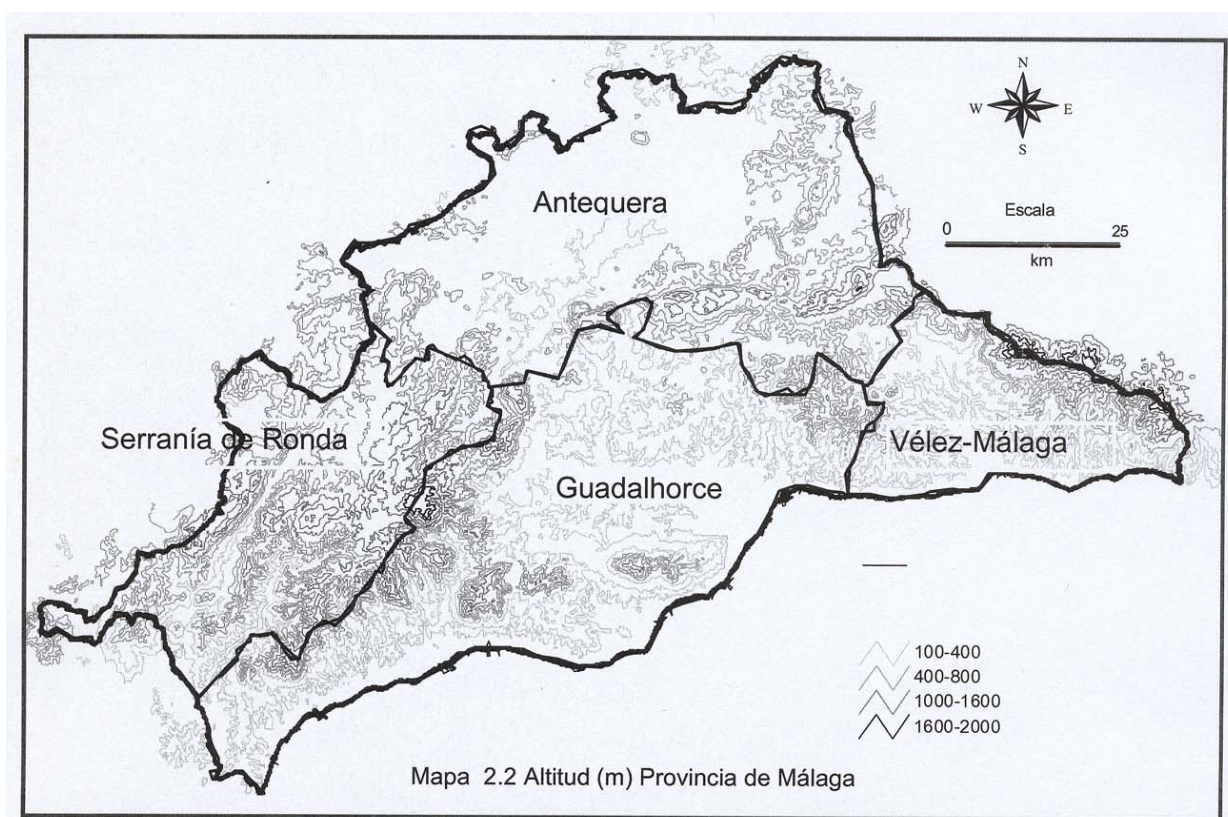 N
W E
S
Escala
0 25
km
Antequera
Serranía de Ronda
Vélez-Málaga
Guadalhorce
100-400
400-800
1000-1600
1600-2000
Mapa 2.2 Altitud (m) Provincia de Málaga